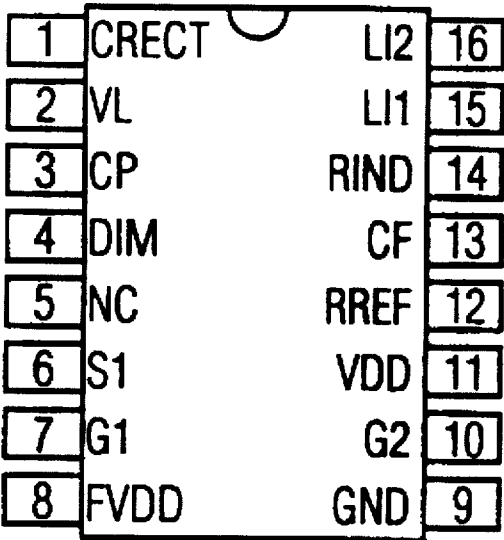 1 CRECT LI2 16
2 VL LI1 15
3 CP RIND 14
4 DIM CF 13
5 NC RREF 12
6 S1 VDD 11
7 G1 G2 10
8 FVDD GND 9